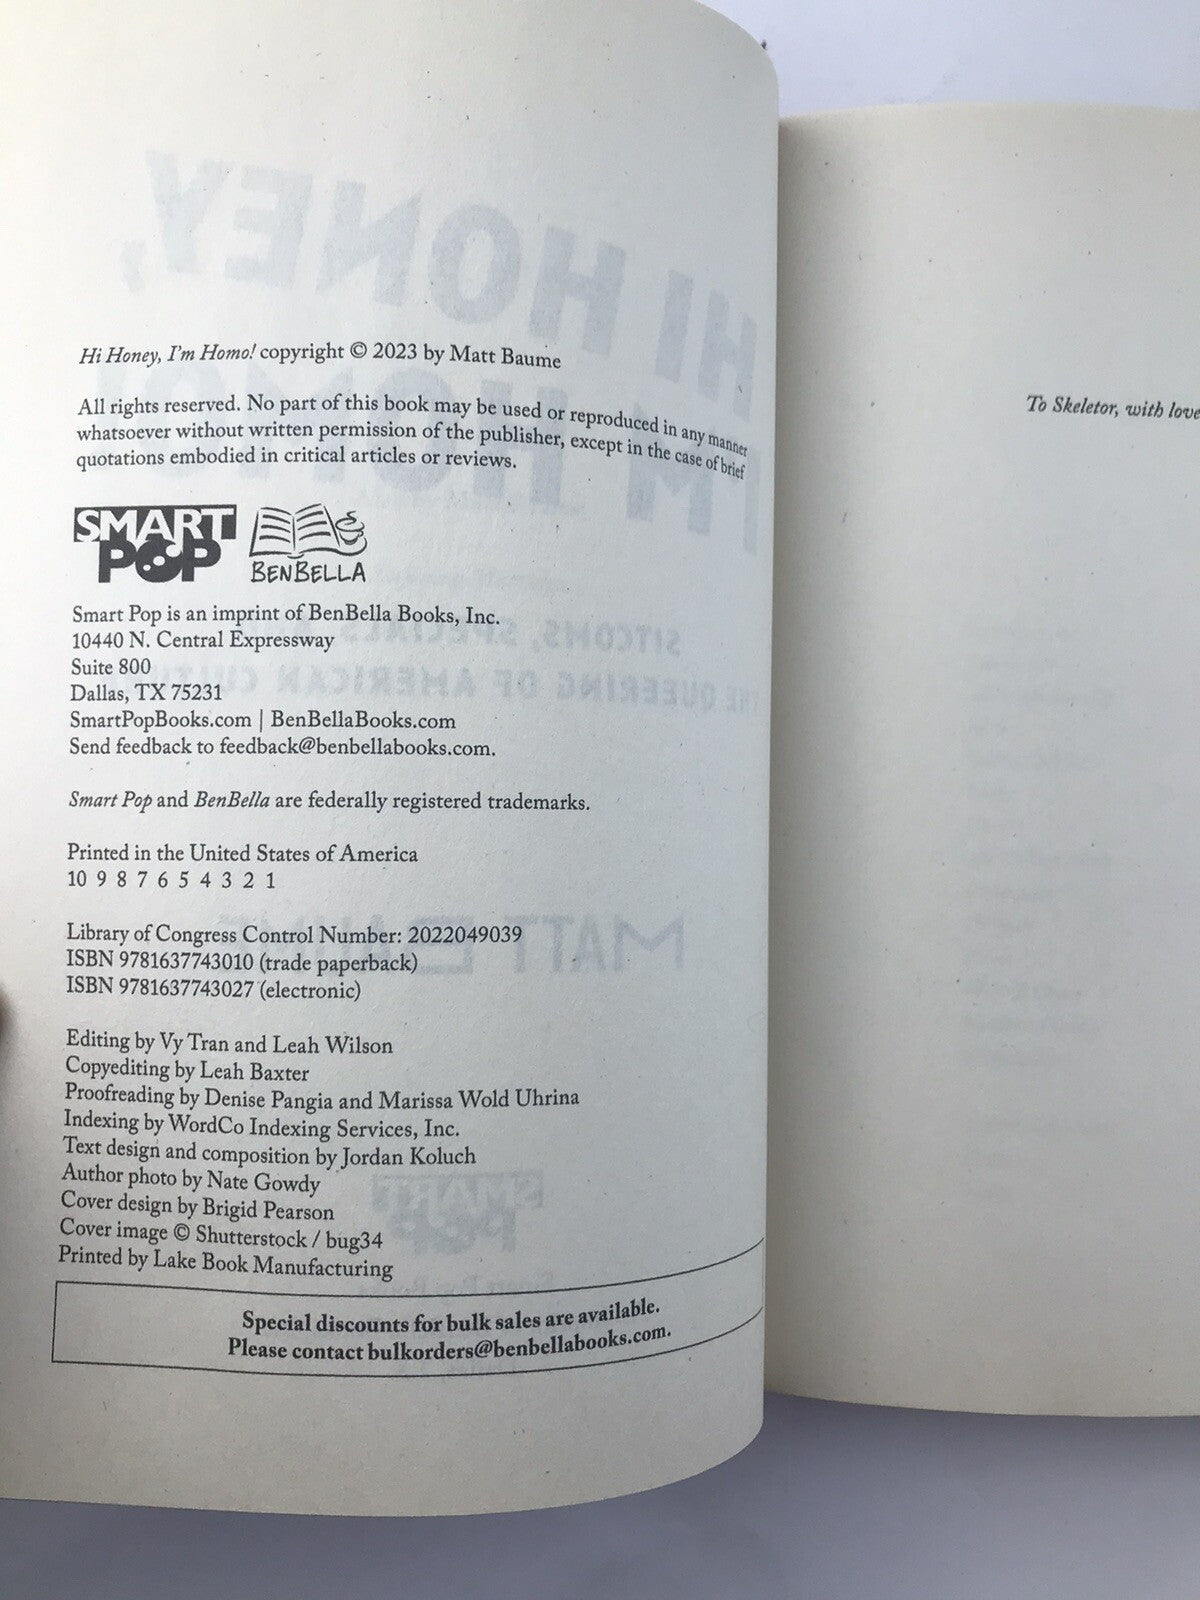 Hi Honey, I'm Homo! copyright © 2023 by Matt Baume
All rights reserved. No part of this book may be used or reproduced in any manner
whatsoever without written permission of the publisher, except in the case of brief
quotations embodied in critical articles or reviews.
SMART POP
BENBELLA
Smart Pop is an imprint of BenBella Books, Inc.
10440 N. Central Expressway
Suite 800
Dallas, TX 75231
SmartPopBooks.com | BenBellaBooks.com
Send feedback to feedback@benbellabooks.com.
Smart Pop and BenBella are federally registered trademarks.
Printed in the United States of America
10 9 8 7 6 5 4 3 2 1
Library of Congress Control Number: 2022049039
ISBN 9781637743010 (trade paperback)
ISBN 9781637743027 (electronic)
Editing by Vy Tran and Leah Wilson
Copyediting by Leah Baxter
Proofreading by Denise Pangia and Marissa Wold Uhrina
Indexing by WordCo Indexing Services, Inc.
Text design and composition by Jordan Koluch
Author photo by Nate Gowdy
Cover design by Brigid Pearson
Cover image © Shutterstock / bug34
Printed by Lake Book Manufacturing
Special discounts for bulk sales are available.
Please contact bulkorders@benbellabooks.com.
To Skeletor, with love